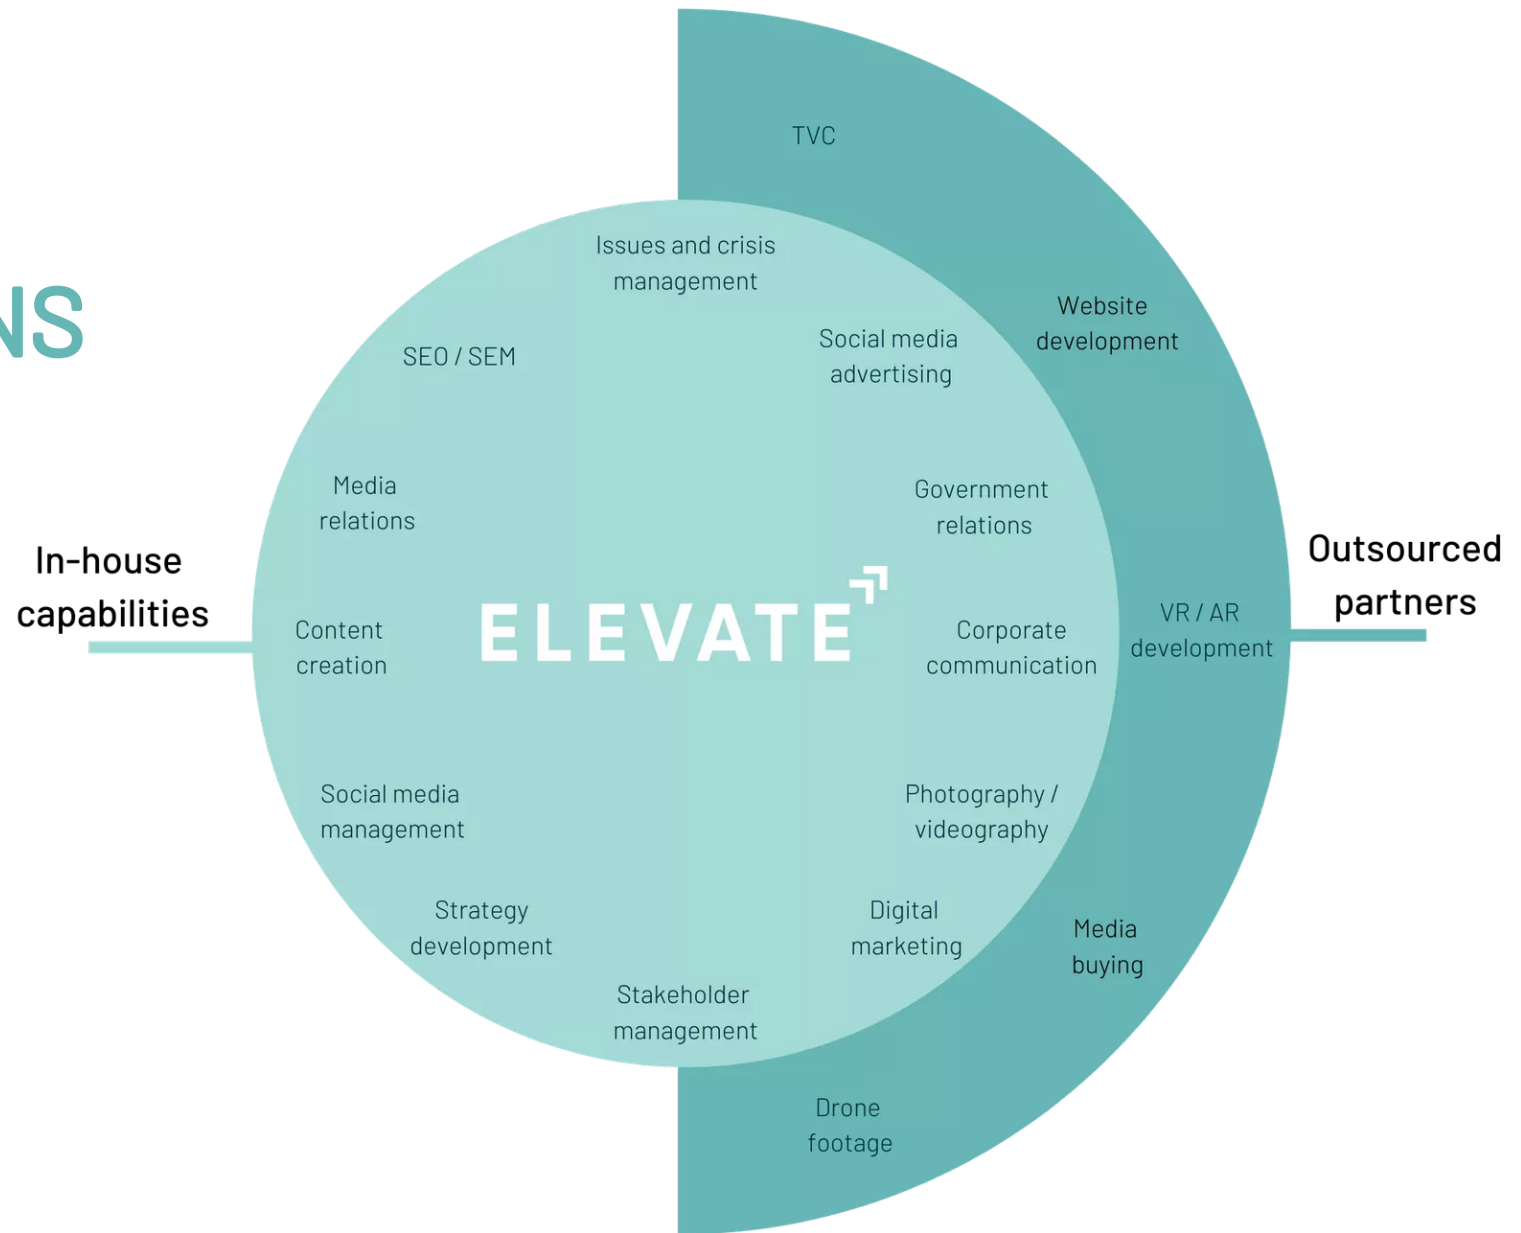 NS
TVC
Issues and crisis
management
Website
development
Social media
advertising
SEO / SEM
Media
relations
Government
relations
In-house
capabilities
Outsourced
partners
Content
creation
ELEVATE
Corporate
communication
VR / AR
development
Social media
management
Photography /
videography
Strategy
development
Digital
marketing
Media
buying
Stakeholder
management
Drone
footage